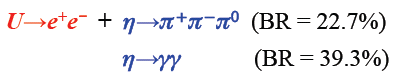 U→e⁺e⁻ + η→π⁺π⁻π⁰ (BR = 22.7%)
η→γγ (BR = 39.3%)